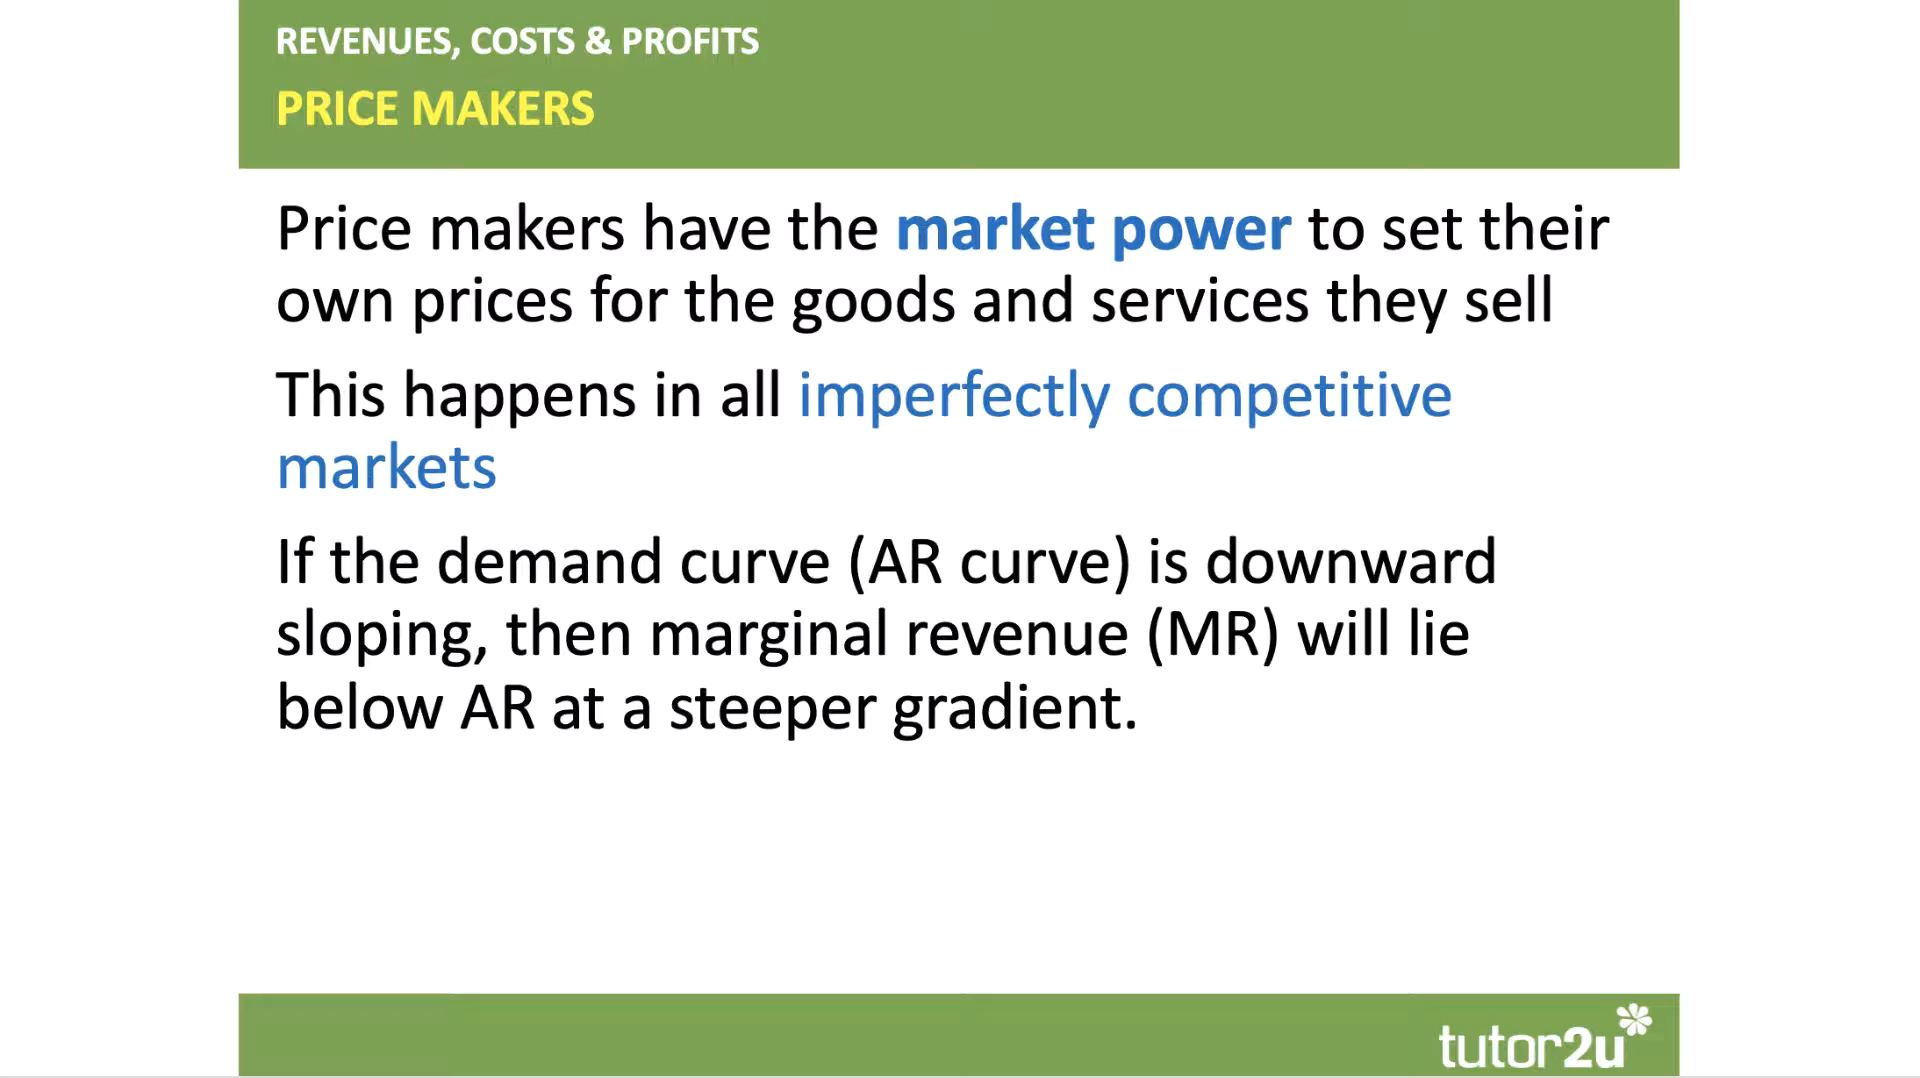 REVENUES, COSTS & PROFITS
PRICE MAKERS
Price makers have the market power to set their
own prices for the goods and services they sell
This happens in all imperfectly competitive
markets
If the demand curve (AR curve) is downward
sloping, then marginal revenue (MR) will lie
below AR at a steeper gradient.
tutor2u